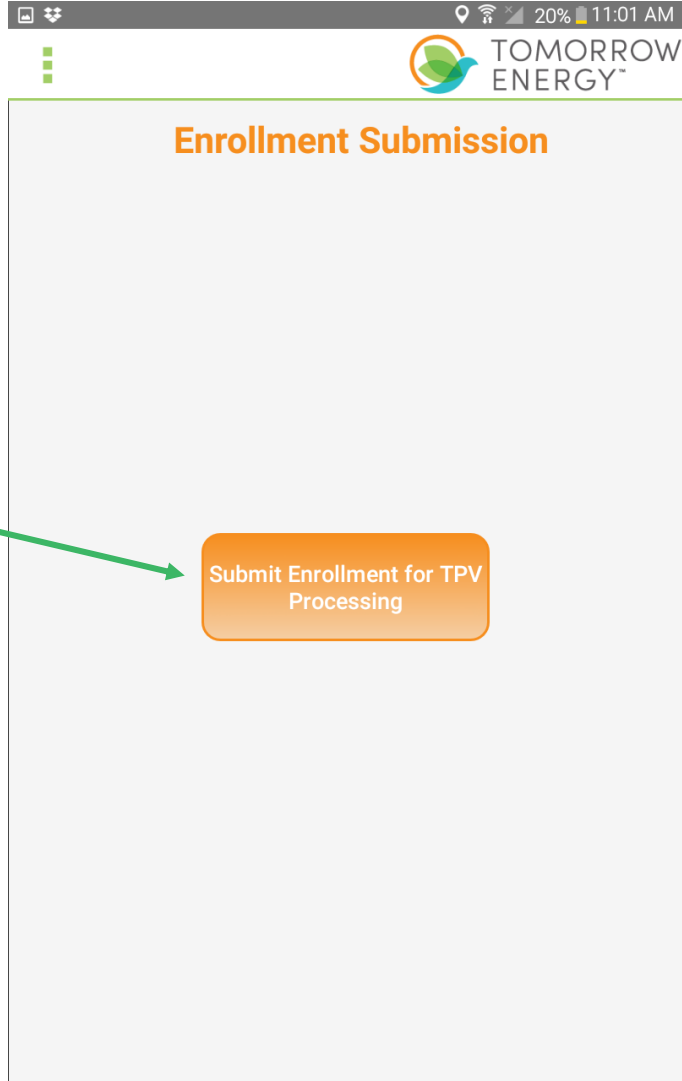 20% 11:01 AM
TOMORROW
ENERGY™
Enrollment Submission
Submit Enrollment for TPV
Processing